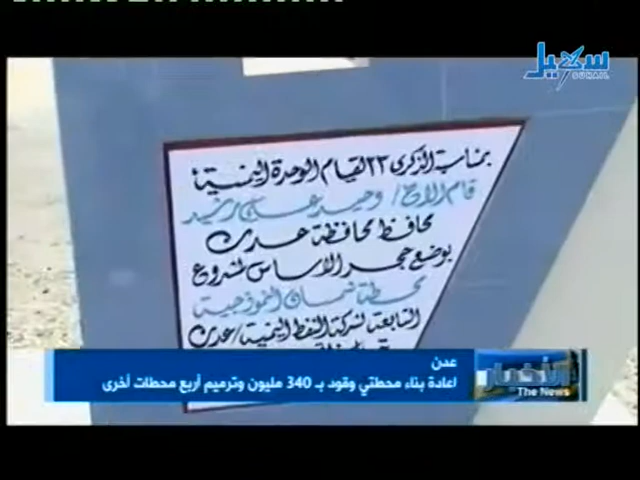 سهيل
SUHAIL
بمناسبة الذكرى ٢٣ لقيام الوحدة اليمنية:
قام الاخ/ وحيد علي رشيد
محافظ محافظة عدن
بوضع حجر الاساس لمشروع
محطة شمسان النموذجية
التابعة لشركة النفط اليمنية/عدن
عدن
اعادة بناء محطتي وقود بـ 340 مليون وترميم أربع محطات أخرى
الأخبار
The News